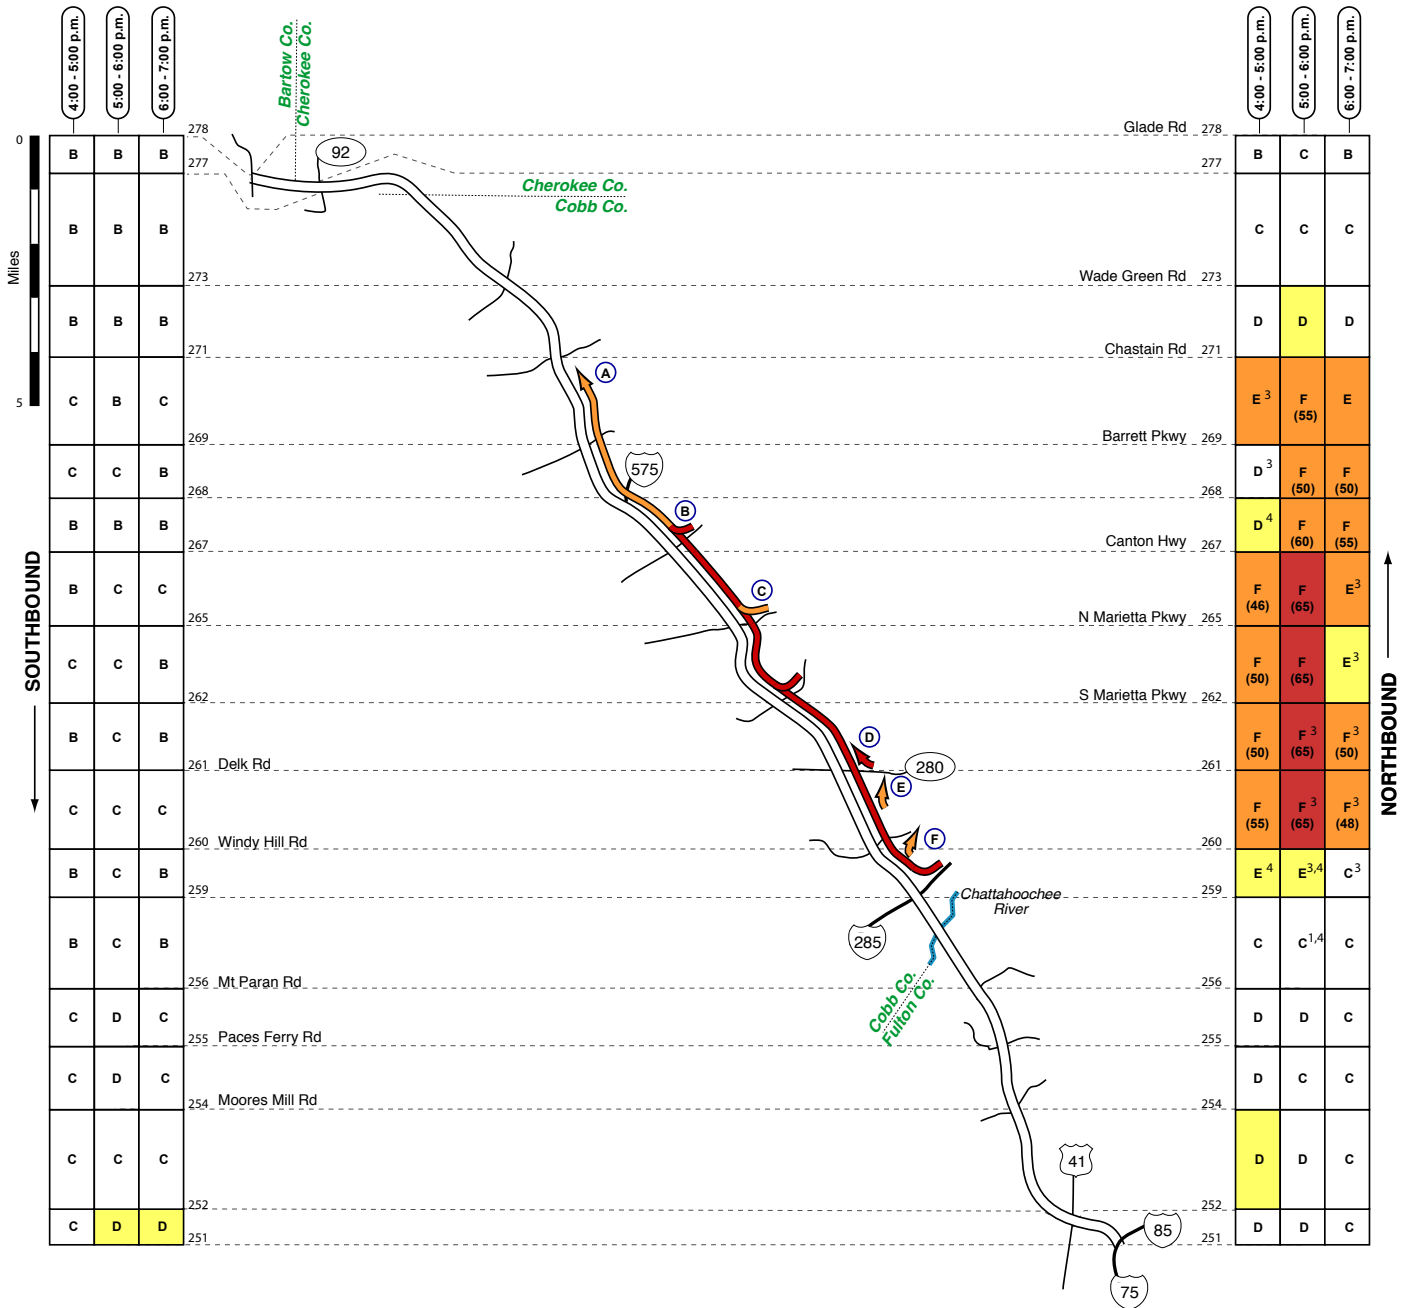 4:00 - 5:00 p.m.
5:00 - 6:00 p.m.
6:00 - 7:00 p.m.
Bartow Co.
Cherokee Co.
4:00 - 5:00 p.m.
5:00 - 6:00 p.m.
6:00 - 7:00 p.m.
0
Miles
5
SOUTHBOUND
NORTHBOUND
278 Glade Rd 278
B B B B C B
277 92 277
Cherokee Co.
Cobb Co.
B B B C C C
273 Wade Green Rd 273
B B B D D D
271 Chastain Rd 271
A
C B C E 3 F (55) E
269 Barrett Pkwy 269
575
C C B D 3 F (50) F (50)
268 268
B
B B B D 4 F (60) F (55)
267 Canton Hwy 267
C
B C C F (46) F (65) E3
265 N Marietta Pkwy 265
C C B F (50) F (65) E3
262 S Marietta Pkwy 262
D
B C B F (50) F 3 (65) F3 (50)
261 Delk Rd 280 261
E
C C C F (55) F 3 (65) F3 (48)
F
260 Windy Hill Rd 260
B C B E 4 E3,4 C3
259 259
Chattahoochee
River
285
B C B C C1,4 C
Cobb Co.
Fulton Co.
256 Mt Paran Rd 256
C D C D D C
255 Paces Ferry Rd 255
C D C D C C
254 Moores Mill Rd 254
C C C 41 D D C
252 252
C D D 85 D D C
251 251
75